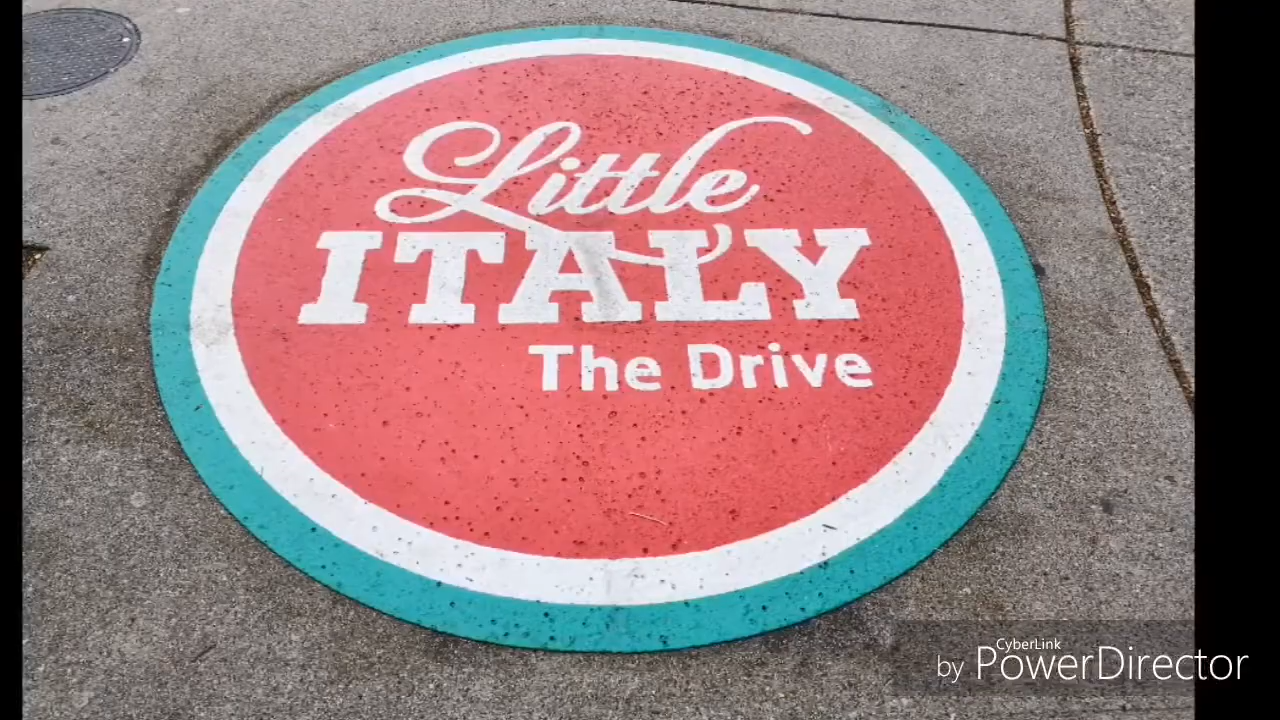 Little
ITALY
The Drive
CyberLink
by PowerDirector